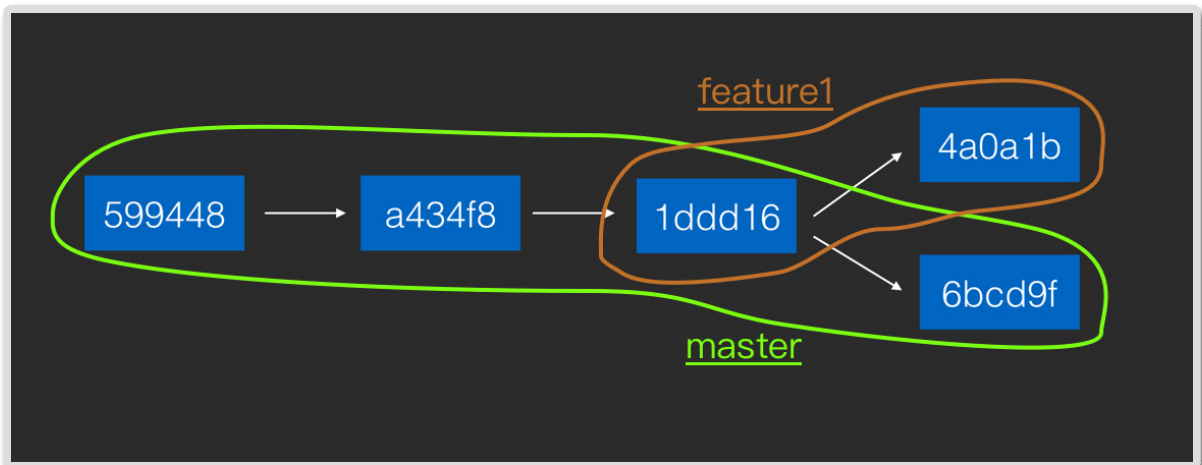 feature1
4a0a1b
599448
a434f8
1ddd16
6bcd9f
master